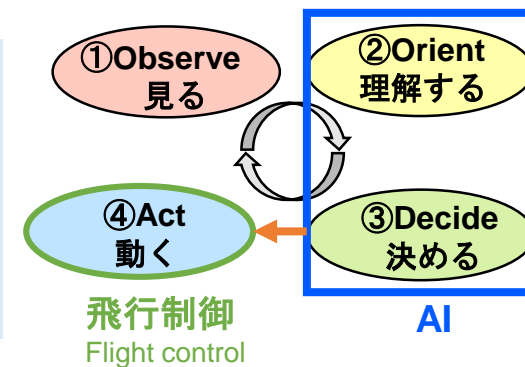 ①Observe
見る
②Orient
理解する
④Act
動く
③Decide
決める
飛行制御
Flight control
AI